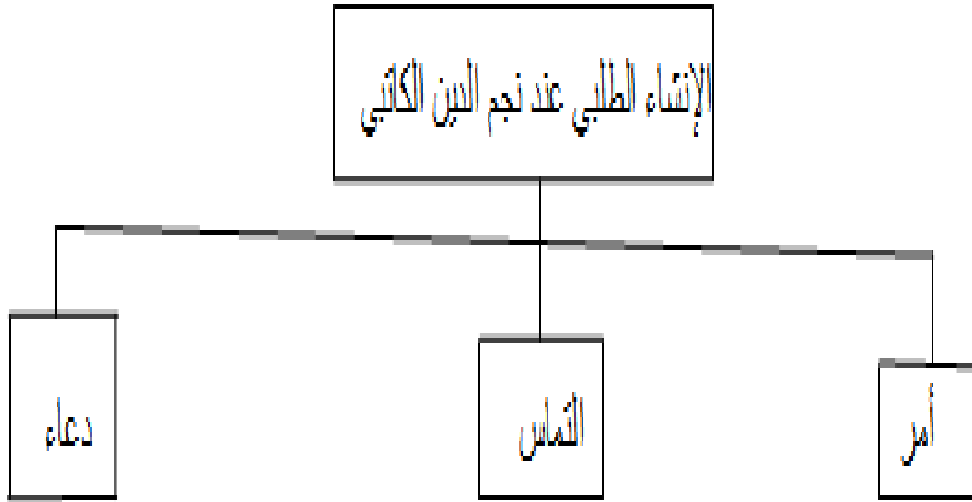 الإنشاء الطلبي عند نجم الدين الكاتبي
أمر
التماس
دعاء